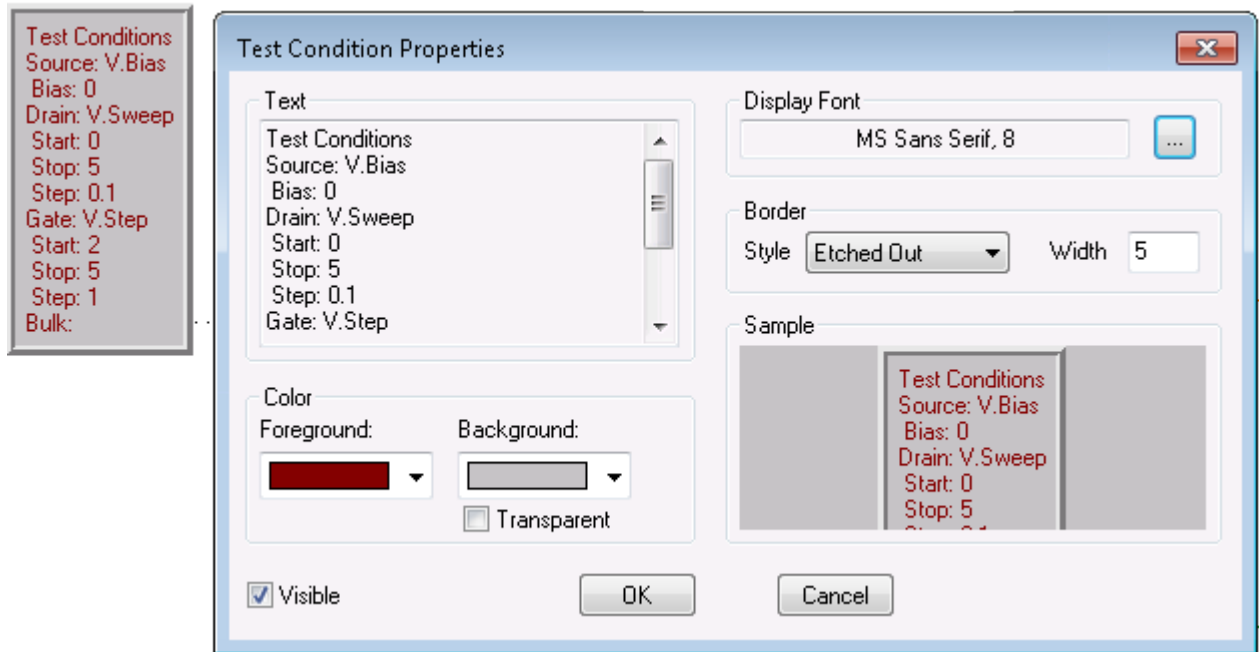 Test Conditions
Source: V.Bias
Bias: 0
Drain: V.Sweep
Start: 0
Stop: 5
Step: 0.1
Gate: V.Step
Start: 2
Stop: 5
Step: 1
Bulk:
Test Condition Properties
Text
Test Conditions
Source: V.Bias
Bias: 0
Drain: V.Sweep
Start: 0
Stop: 5
Step: 0.1
Gate: V.Step
Color
Foreground:
Background:
Transparent
Display Font
MS Sans Serif, 8
...
Border
Style Etched Out Width 5
Sample
Test Conditions
Source: V.Bias
Bias: 0
Drain: V.Sweep
Start: 0
Stop: 5
Visible
OK
Cancel